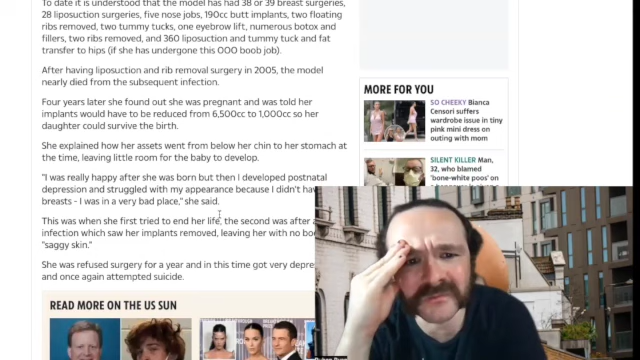 To date it is understood that the model has had 38 or 39 breast surgeries,
28 liposuction surgeries, five nose jobs, 190cc butt implants, two floating
ribs removed, two tummy tucks, one eyebrow lift, numerous botox and
fillers, two ribs removed, and 360 liposuction and tummy tuck and fat
transfer to hips (if she has undergone this OOO boob job).
After having liposuction and rib removal surgery in 2005, the model
nearly died from the subsequent infection.
Four years later she found out she was pregnant and was told her
implants would have to be reduced from 6,500cc to 1,000cc so her
daughter could survive the birth.
She explained how her assets went from below her chin to her stomach at
the time, leaving little room for the baby to develop.
"I was really happy after she was born but then I developed postnatal
depression and struggled with my appearance because I didn't hav
breasts - I was in a very bad place," she said.
This was when she first tried to end her life, the second was after
infection which saw her implants removed, leaving her with no
"saggy skin."
She was refused surgery for a year and in this time got very depre
and once again attempted suicide.
READ MORE ON THE US SUN
MORE FOR YOU
SO CHEEKY Bianca
Censori suffers
wardrobe issue in tiny
pink mini dress on
outing with mom
SILENT KILLER Man,
32, who blamed
'bone-white poos' on